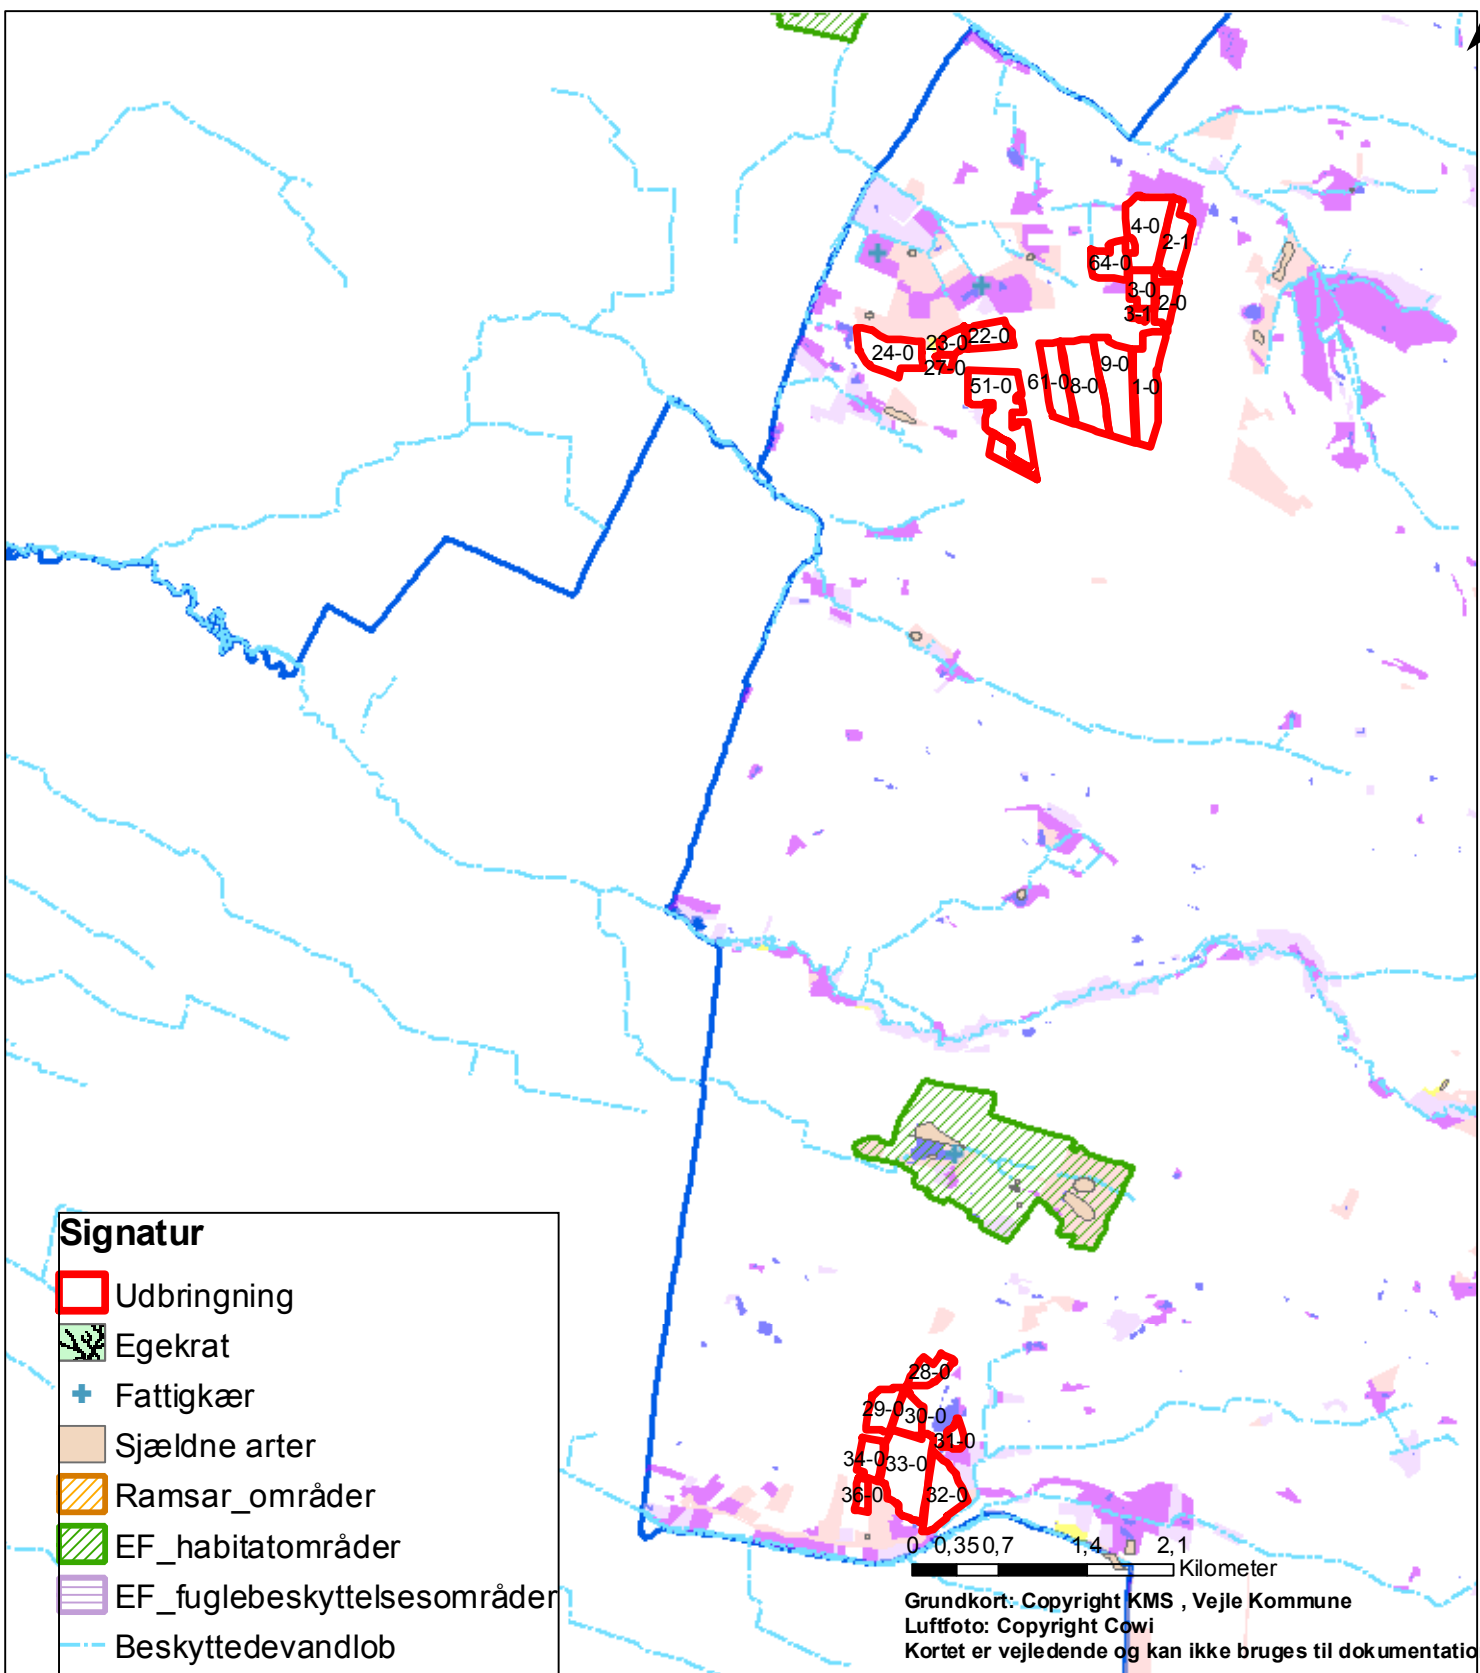 4-0
2-1
64-0
3-0
2-0
3-1
22-0
23-0
24-0
27-0
9-0
51-0
61-0
8-0
1-0
28-0
29-0
30-0
31-0
34-0
33-0
36-0
32-0
0 0,35 0,7 1,4 2,1
Kilometer
Grundkort: Copyright KMS , Vejle Kommune
Luftfoto: Copyright Cowi
Kortet er vejledende og kan ikke bruges til dokumentatio
Signatur
Udbringning
Egekrat
Fattigkær
Sjældne arter
Ramsar_områder
EF_habitatområder
EF_fuglebeskyttelsesområder
Beskyttedevandlob